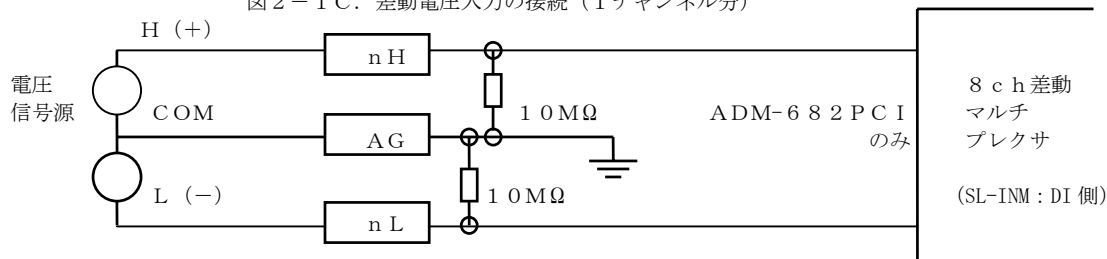 図2-1C. 差動電圧入力の接続(1チャンネル分)
H(+)
nH
電圧
信号源
COM
AG
10MΩ
ADM-682PCI
のみ
8ch差動
マルチ
プレクサ
L(-)
10MΩ
nL
(SL-INM:DI側)